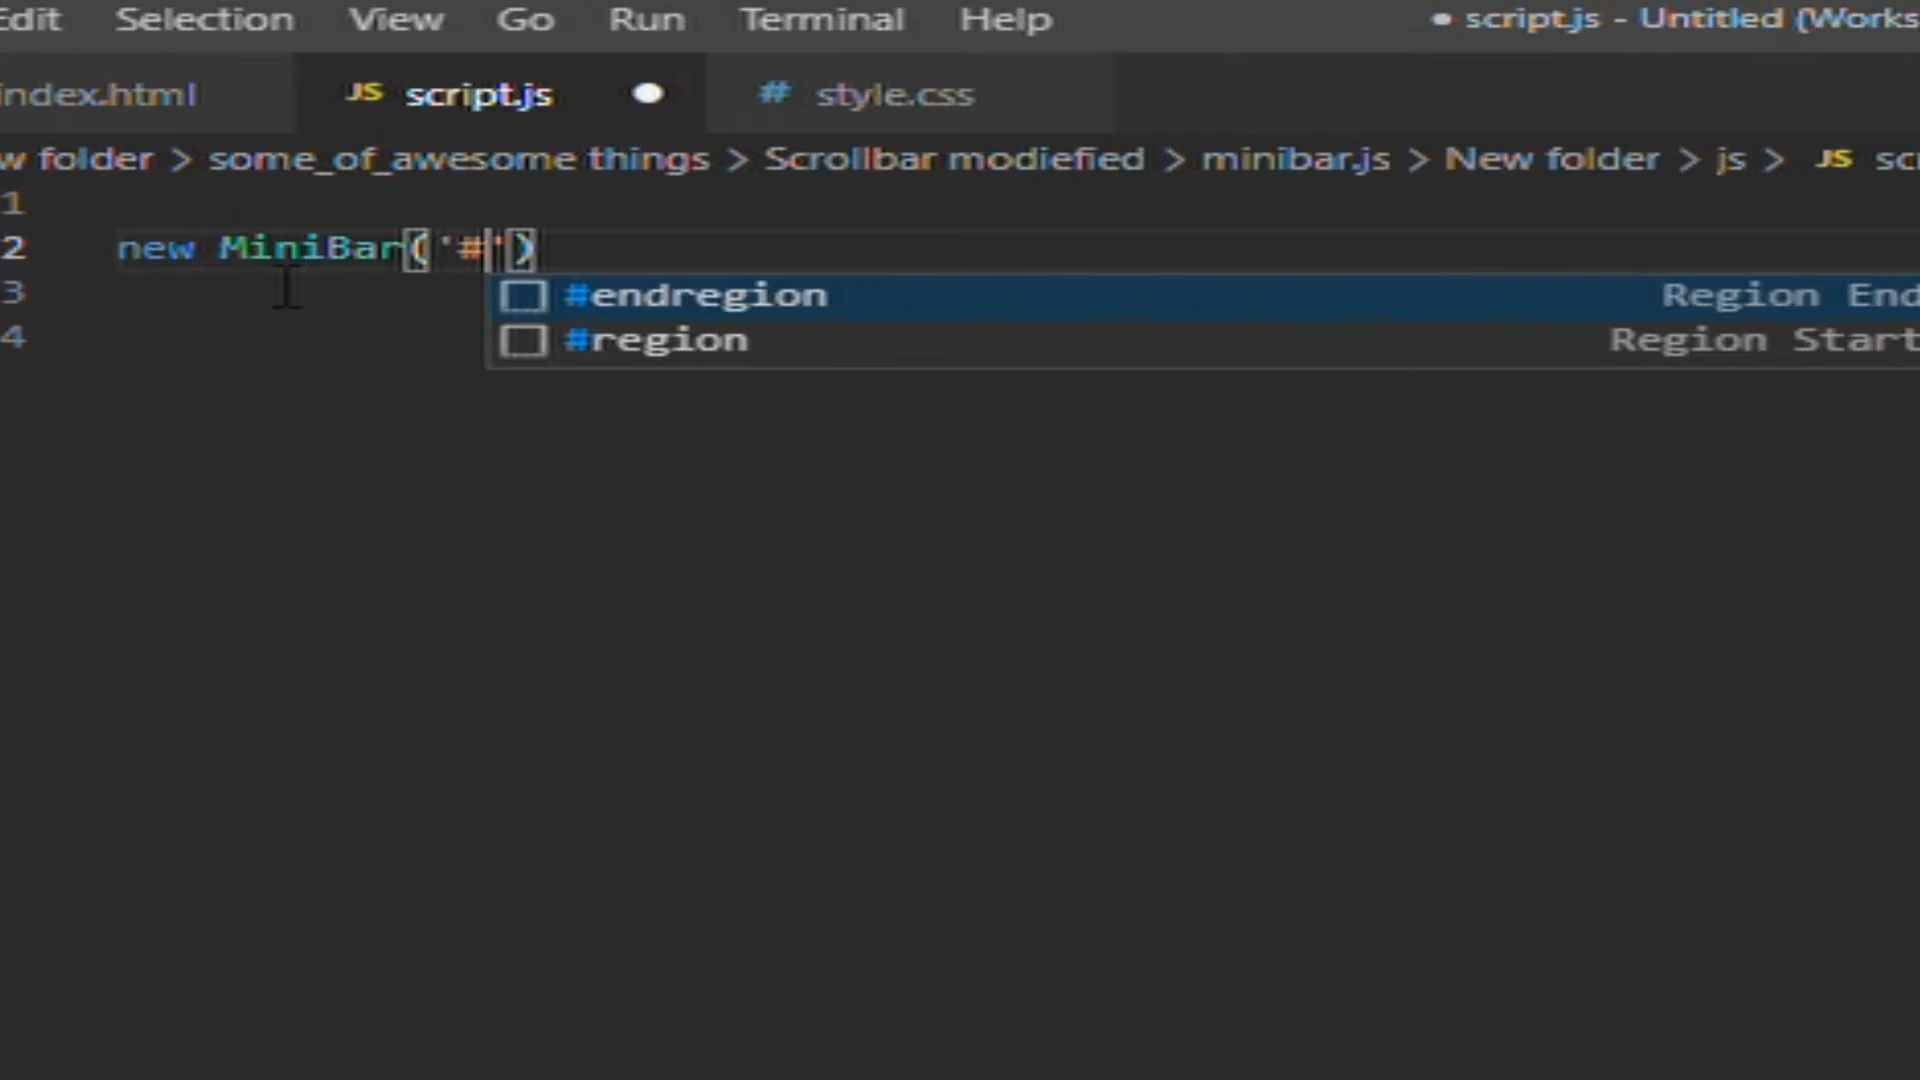 Edit Selection View Go Run Terminal Help ● script.js - Untitled (Works
index.html JS script.js ● # style.css
w folder > some_of_awesome things > Scrollbar modiefied > minibar.js > New folder > js > JS scr
1
2 new MiniBar('#')
3 #endregion Region End
4 #region Region Start